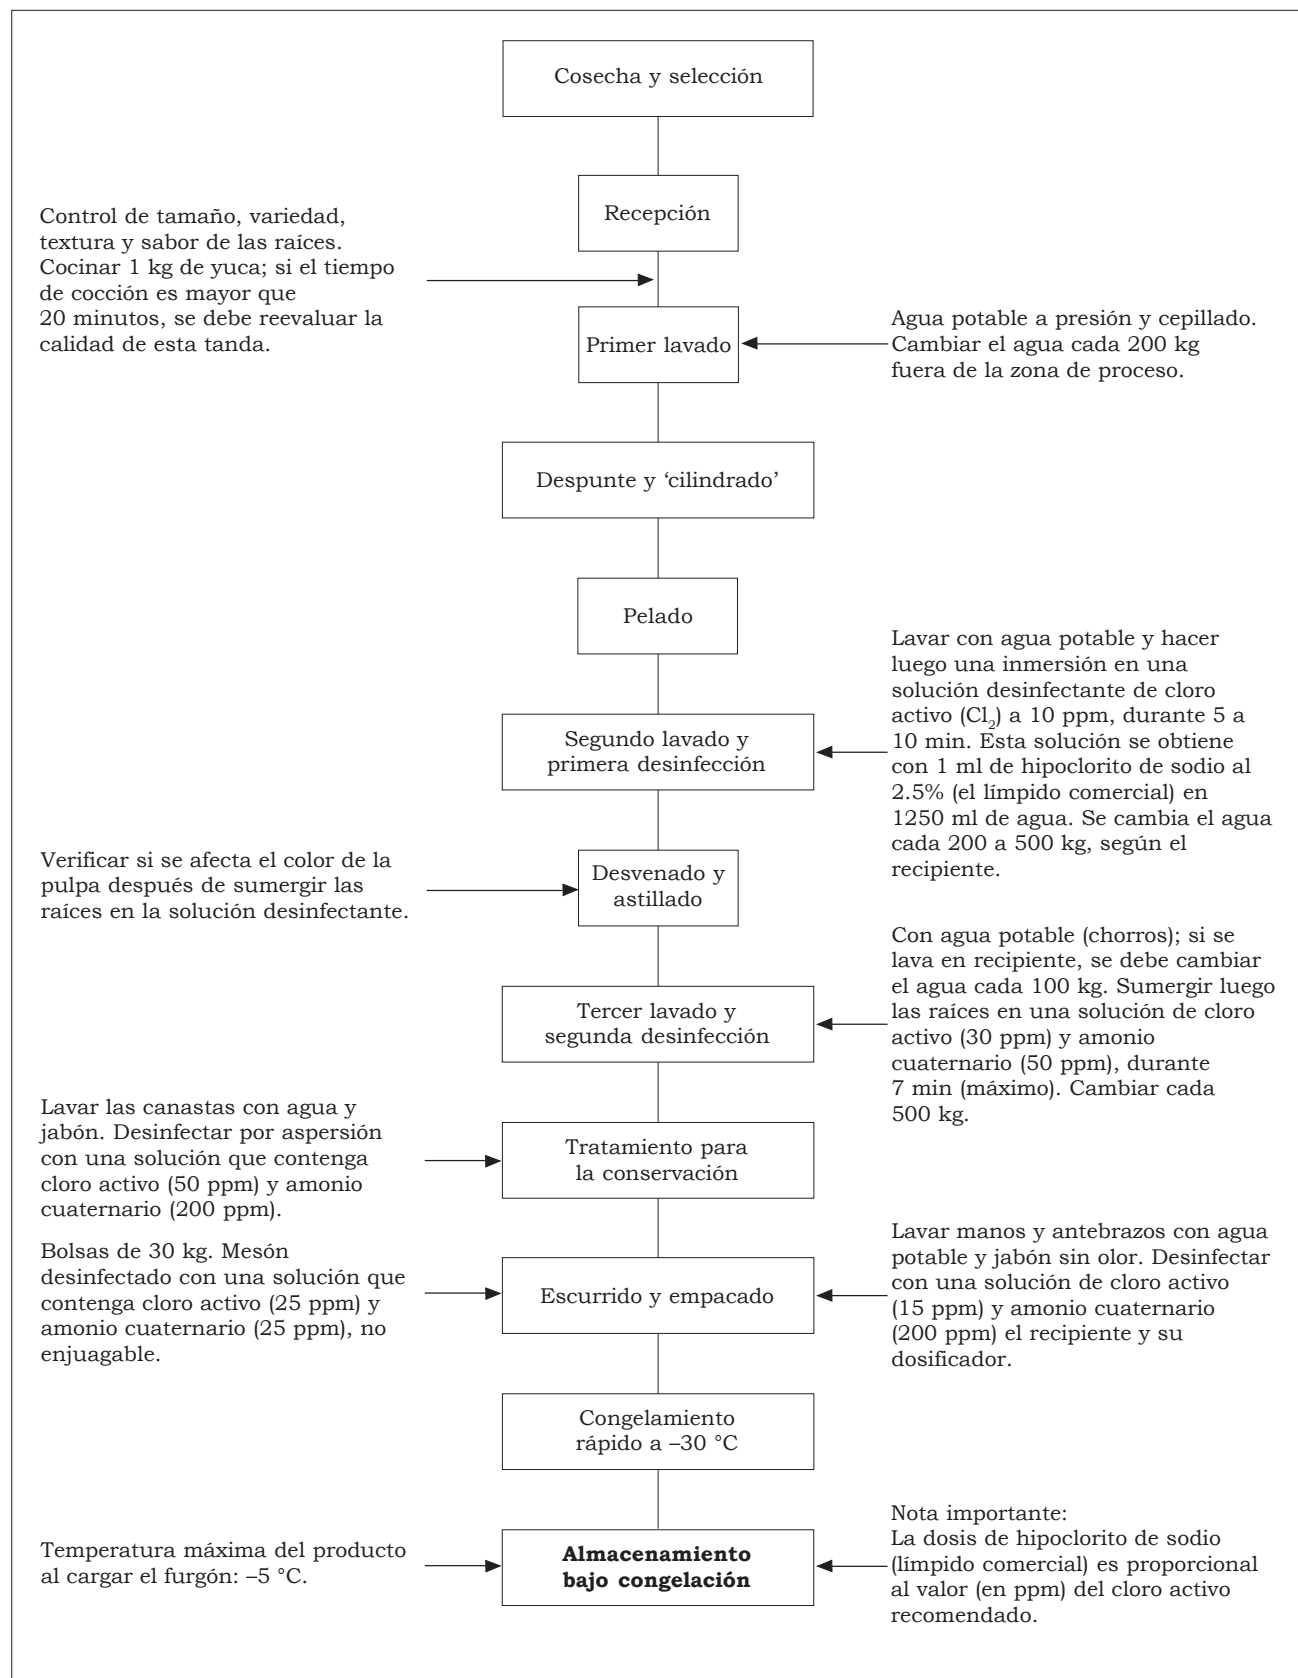 Cosecha y selección
Recepción
Control de tamaño, variedad,
textura y sabor de las raíces.
Cocinar 1 kg de yuca; si el tiempo
de cocción es mayor que
20 minutos, se debe reevaluar la
calidad de esta tanda.
Primer lavado
Agua potable a presión y cepillado.
Cambiar el agua cada 200 kg
fuera de la zona de proceso.
Despunte y ‘cilindrado’
Pelado
Segundo lavado y
primera desinfección
Lavar con agua potable y hacer
luego una inmersión en una
solución desinfectante de cloro
activo (Cl₂) a 10 ppm, durante 5 a
10 min. Esta solución se obtiene
con 1 ml de hipoclorito de sodio al
2.5% (el límpido comercial) en
1250 ml de agua. Se cambia el agua
cada 200 a 500 kg, según el
recipiente.
Verificar si se afecta el color de la
pulpa después de sumergir las
raíces en la solución desinfectante.
Desvenado y
astillado
Tercer lavado y
segunda desinfección
Con agua potable (chorros); si se
lava en recipiente, se debe cambiar
el agua cada 100 kg. Sumergir luego
las raíces en una solución de cloro
activo (30 ppm) y amonio
cuaternario (50 ppm), durante
7 min (máximo). Cambiar cada
500 kg.
Lavar las canastas con agua y
jabón. Desinfectar por aspersión
con una solución que contenga
cloro activo (50 ppm) y amonio
cuaternario (200 ppm).
Tratamiento para
la conservación
Bolsas de 30 kg. Mesón
desinfectado con una solución que
contenga cloro activo (25 ppm) y
amonio cuaternario (25 ppm), no
enjuagable.
Escurrido y empacado
Lavar manos y antebrazos con agua
potable y jabón sin olor. Desinfectar
con una solución de cloro activo
(15 ppm) y amonio cuaternario
(200 ppm) el recipiente y su
dosificador.
Congelamiento
rápido a –30 °C
Temperatura máxima del producto
al cargar el furgón: –5 °C.
Almacenamiento
bajo congelación
Nota importante:
La dosis de hipoclorito de sodio
(límpido comercial) es proporcional
al valor (en ppm) del cloro activo
recomendado.